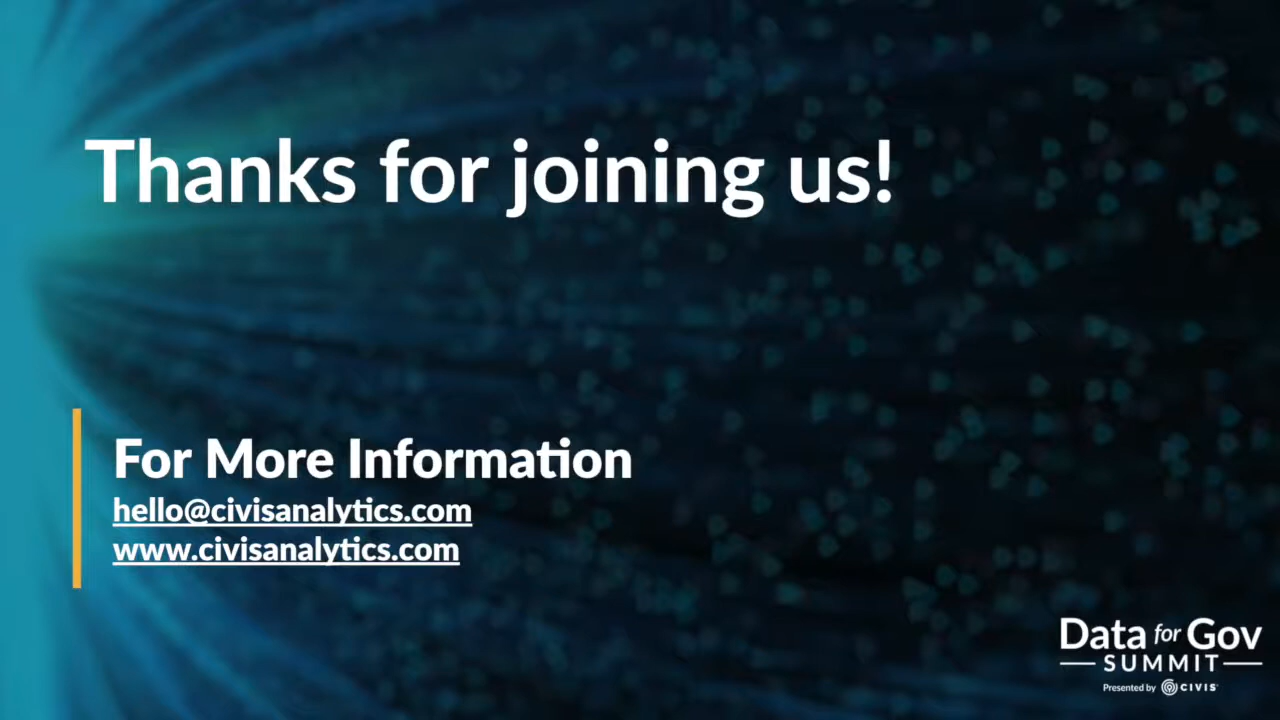 Thanks for joining us!
For More Information
hello@civisanalytics.com
www.civisanalytics.com
Data for Gov
SUMMIT
Presented by CIVIS